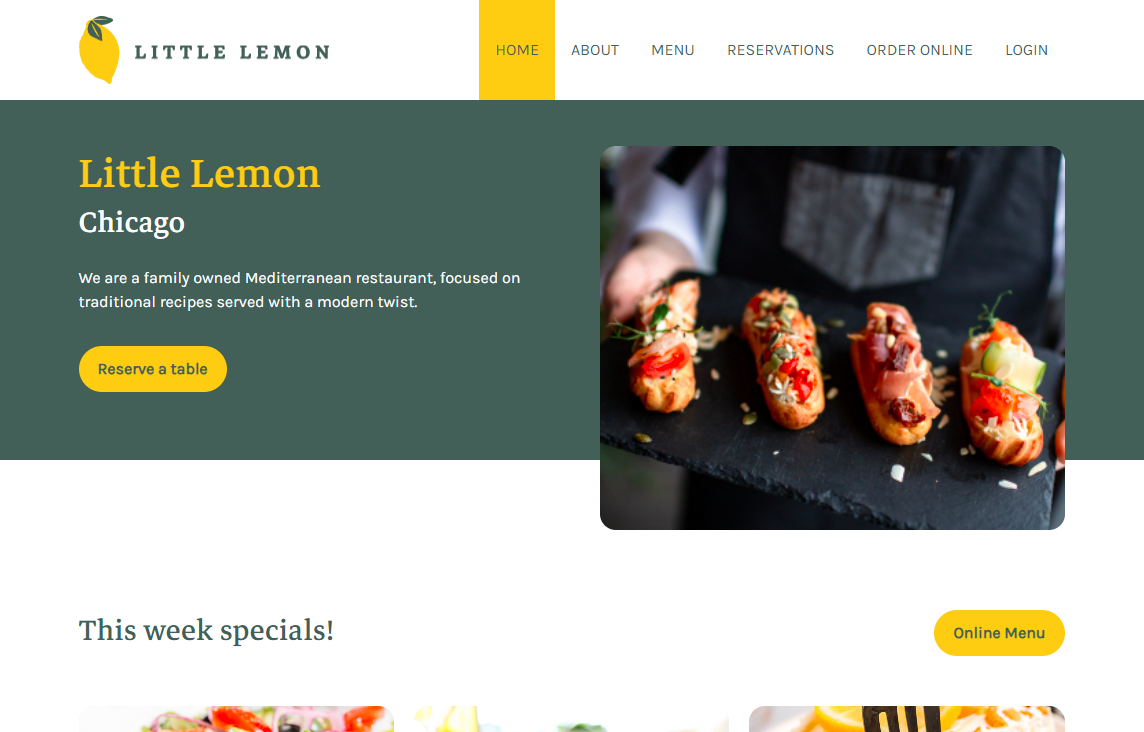 LITTLE LEMON
HOME ABOUT MENU RESERVATIONS ORDER ONLINE LOGIN
Little Lemon
Chicago
We are a family owned Mediterranean restaurant, focused on
traditional recipes served with a modern twist.
Reserve a table
This week specials!
Online Menu